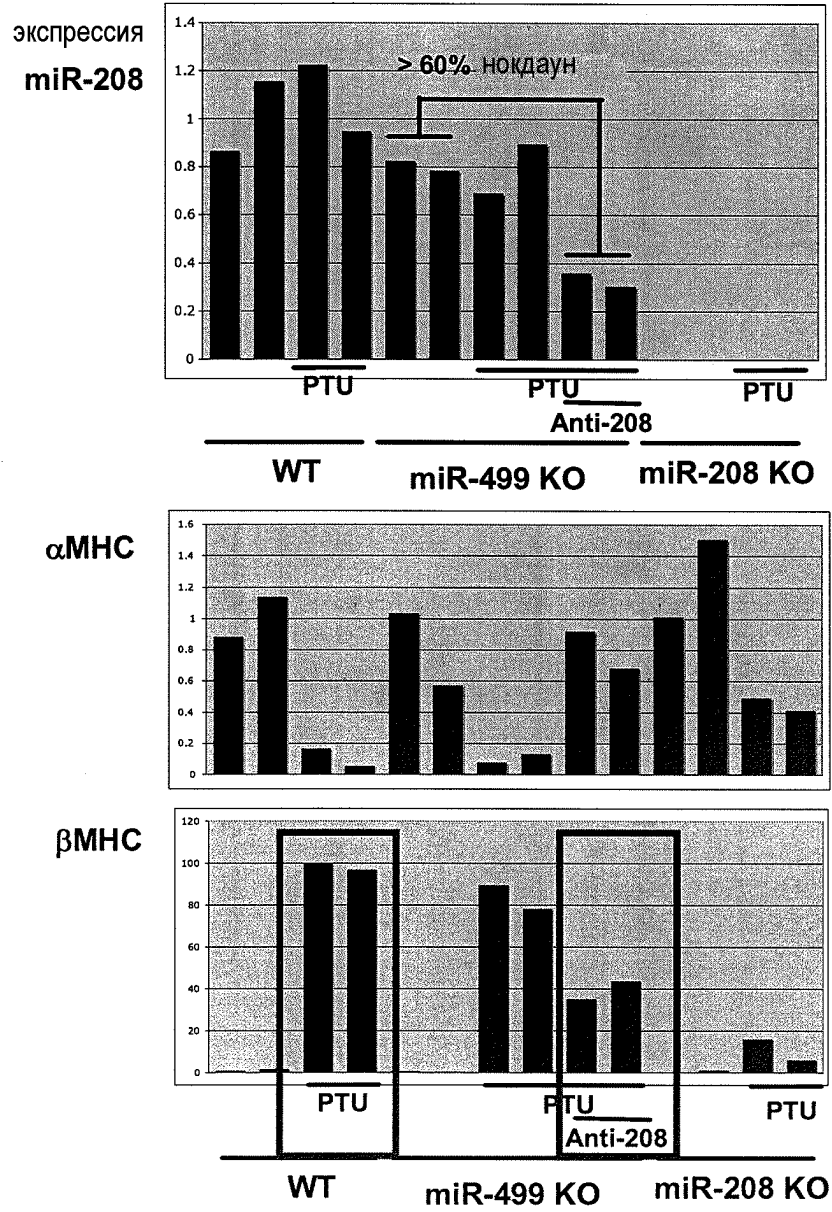 экспрессия
miR-208
> 60% нокдаун
1.4
1.2
1
0.8
0.6
0.4
0.2
0
PTU
PTU
PTU
Anti-208
WT
miR-499 KO
miR-208 KO
αMHC
1.6
1.4
1.2
1
0.8
0.6
0.4
0.2
0
βMHC
120
100
80
60
40
20
0
PTU
PTU
PTU
Anti-208
WT
miR-499 KO
miR-208 KO